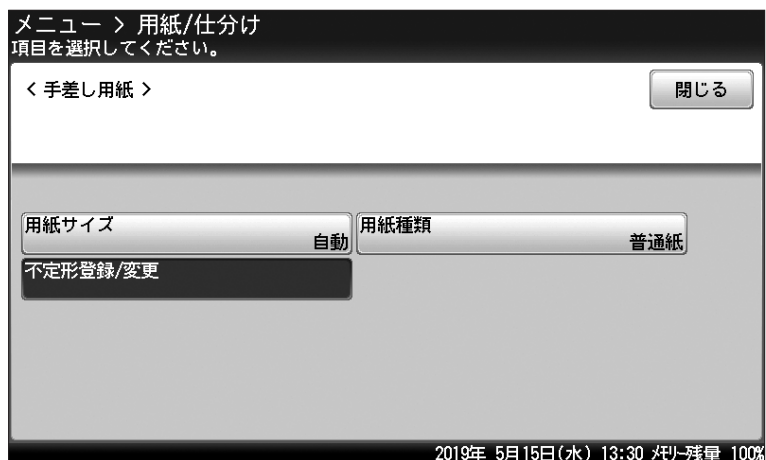 メニュー > 用紙/仕分け
項目を選択してください。
< 手差し用紙 >
閉じる
用紙サイズ
自動
用紙種類
普通紙
不定形登録/変更
2019年 5月15日(水) 13:30 ﾒﾓﾘｰ残量 100%